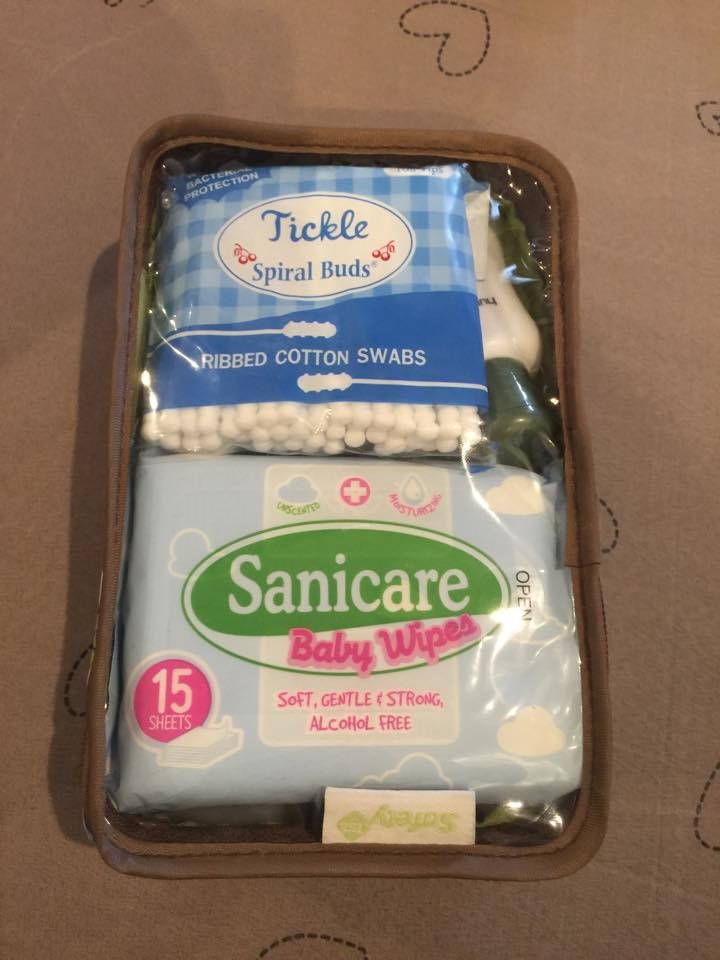 BACTERIAL
PROTECTION
Tickle
Spiral Buds®
RIBBED COTTON SWABS
UNSCENTED
MOISTURIZING
Sanicare
Baby Wipes
OPEN
15
SHEETS
SOFT, GENTLE & STRONG,
ALCOHOL FREE
Safety